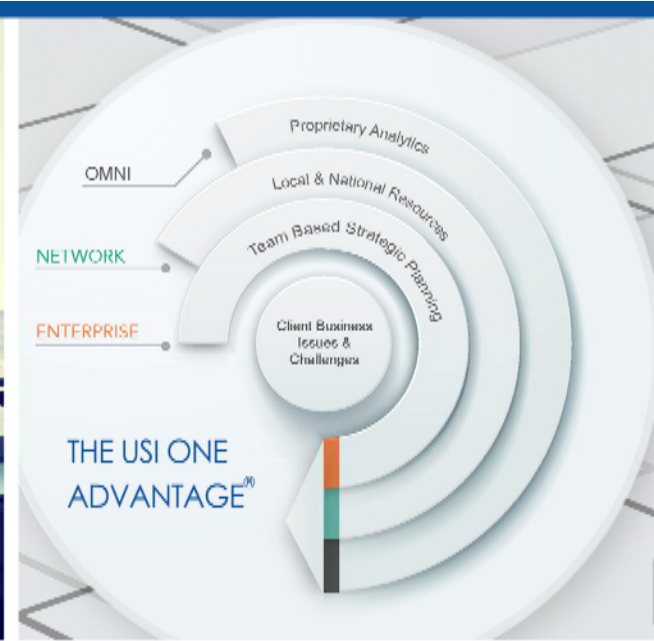 Proprietary Analytics
OMNI
Local & National Resources
Team Based Strategic Planning
NETWORK
ENTERPRISE
Client Business
Issues &
Challenges
THE USI ONE
ADVANTAGE®